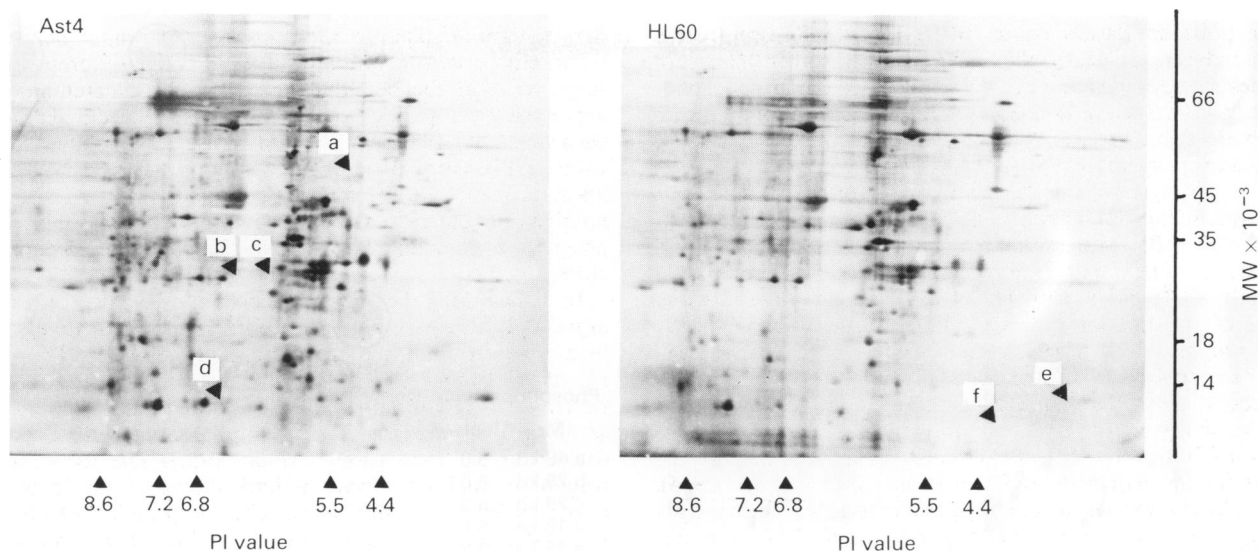 Ast4
HL60
66
a
45
b
c
35
MW × 10⁻³
18
d
14
e
f
8.6 7.2 6.8 5.5 4.4
8.6 7.2 6.8 5.5 4.4
PI value
PI value